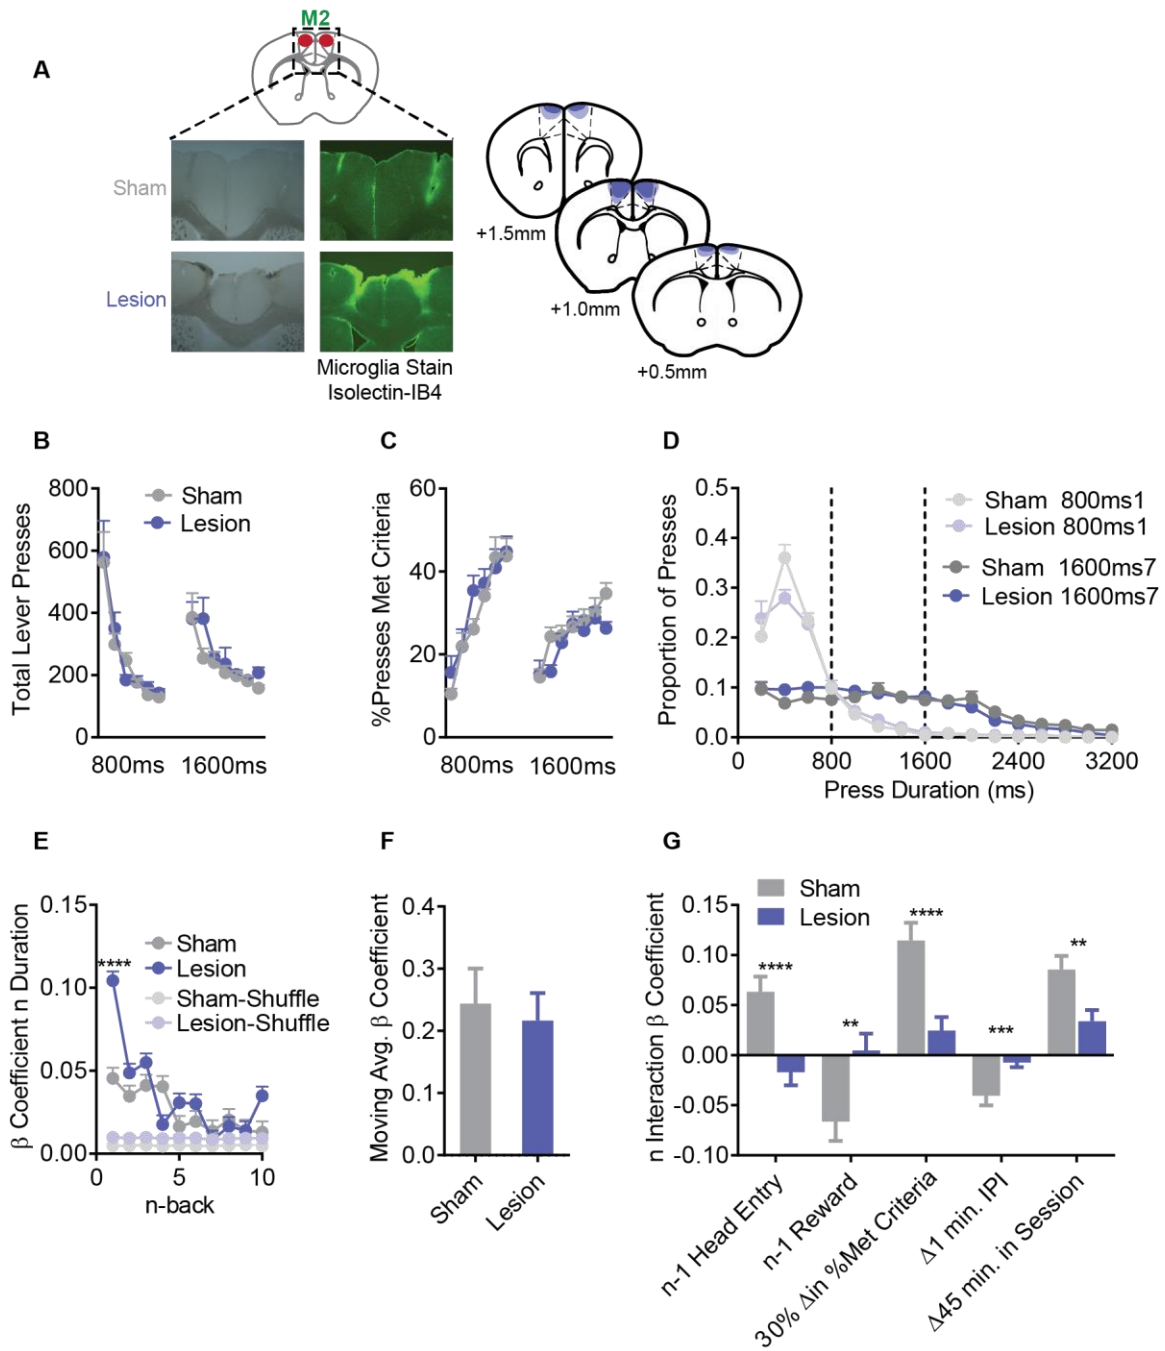 M2
A
Sham
Lesion
Microglia Stain
Isolectin-IB4
+1.5mm
+1.0mm
+0.5mm
B
Total Lever Presses
800
600
400
200
0
Sham
Lesion
800ms
1600ms
C
%Presses Met Criteria
60
40
20
0
800ms
1600ms
D
Proportion of Presses
0.5
0.4
0.3
0.2
0.1
0.0
0
800
1600
2400
3200
Press Duration (ms)
Sham 800ms1
Lesion 800ms1
Sham 1600ms7
Lesion 1600ms7
E
β Coefficient n Duration
0.15
0.10
0.05
0.00
****
Sham
Lesion
Sham-Shuffle
Lesion-Shuffle
0
5
10
n-back
F
Moving Avg. β Coefficient
0.4
0.3
0.2
0.1
0.0
Sham
Lesion
G
Sham
Lesion
n Interaction β Coefficient
0.15
0.10
0.05
0.00
-0.05
-0.10
****
**
****
***
**
n-1 Head Entry
n-1 Reward
30% Δin %Met Criteria
Δ1 min. IPI
Δ45 min. in Session